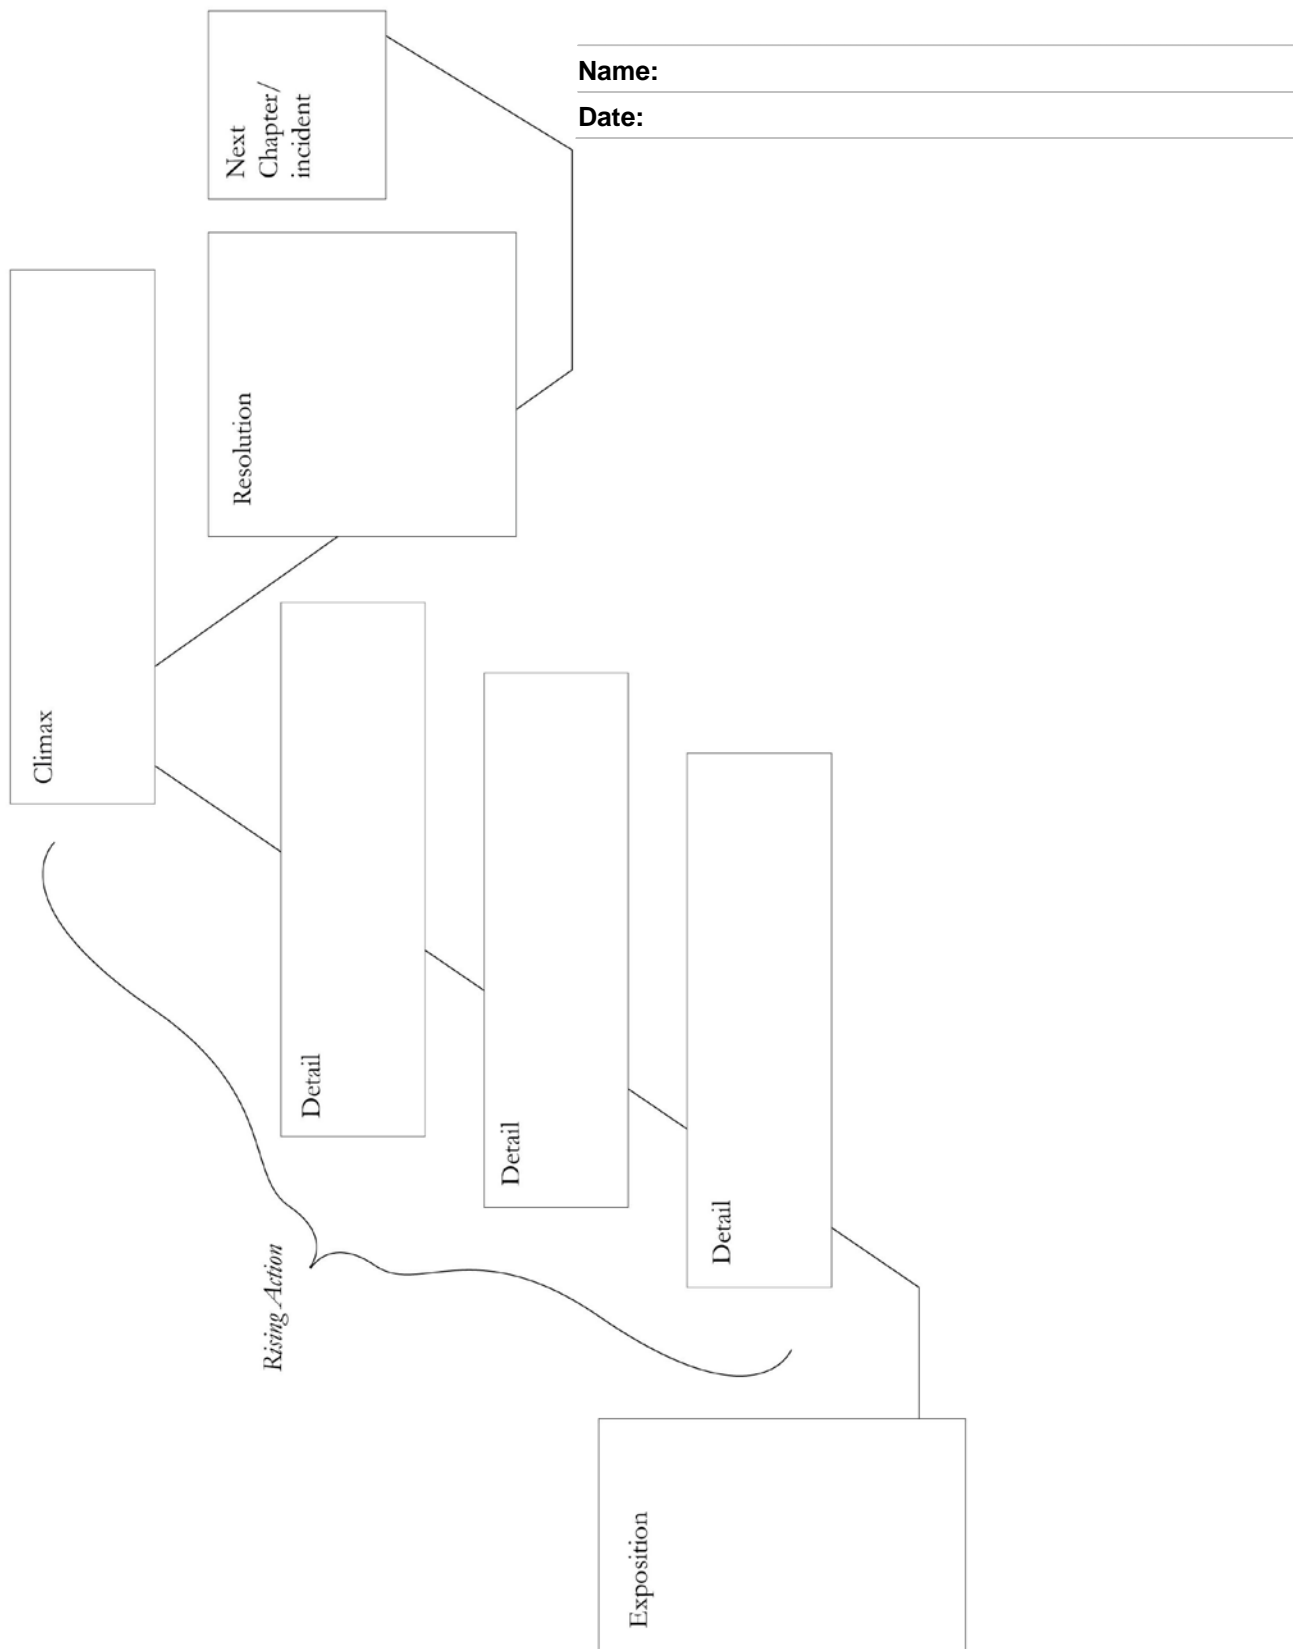 Name:
Date:
Next
Chapter/
incident
Resolution
Climax
Detail
Detail
Detail
Rising Action
Exposition